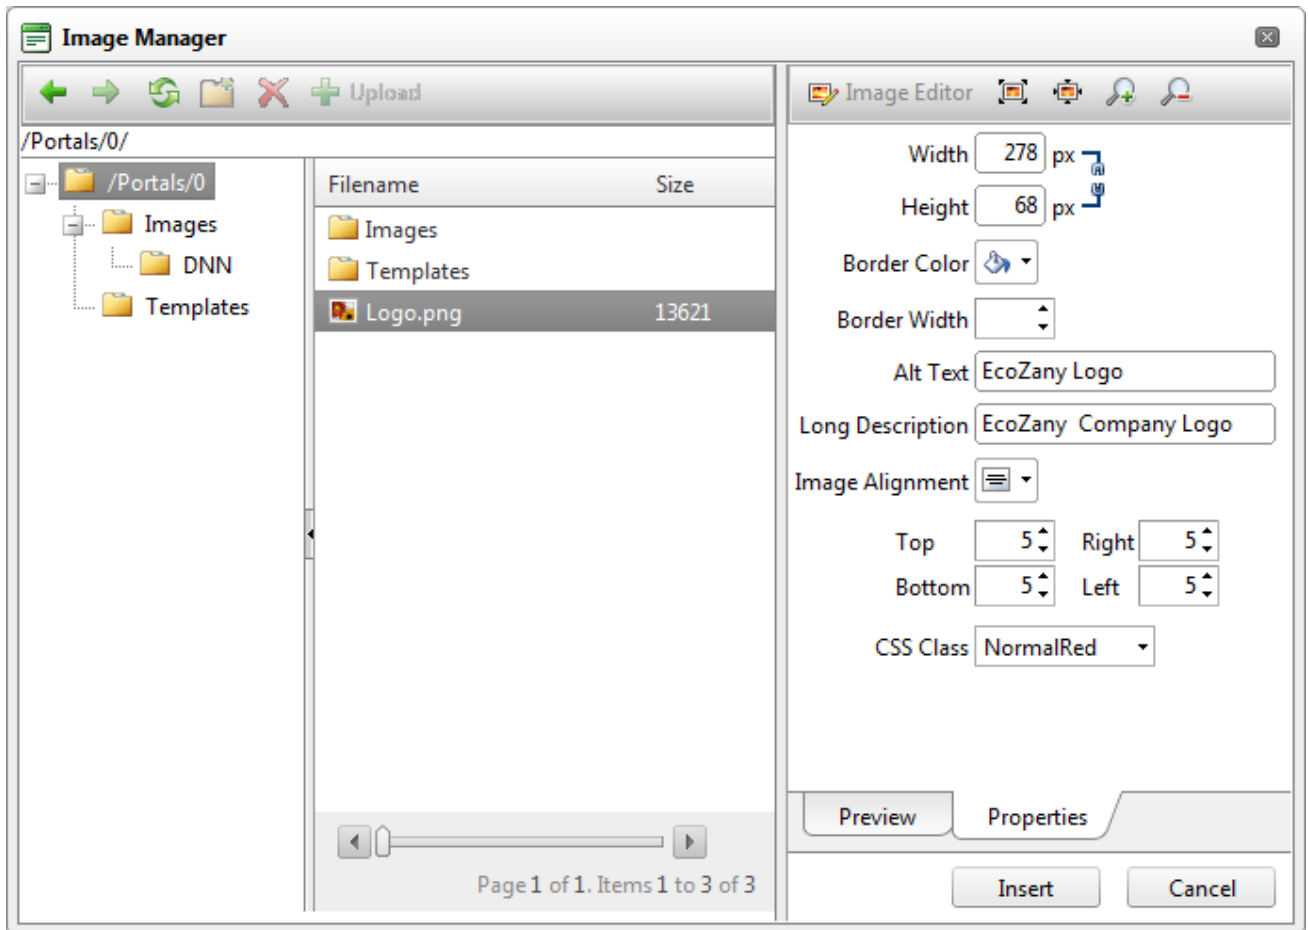 Image Manager
Upload
Image Editor
/Portals/0/
/Portals/0
Images
DNN
Templates
Filename Size
Images
Templates
Logo.png 13621
Page 1 of 1. Items 1 to 3 of 3
Width 278 px
Height 68 px
Border Color
Border Width
Alt Text EcoZany Logo
Long Description EcoZany  Company Logo
Image Alignment
Top 5 Right 5
Bottom 5 Left 5
CSS Class NormalRed
Preview Properties
Insert Cancel